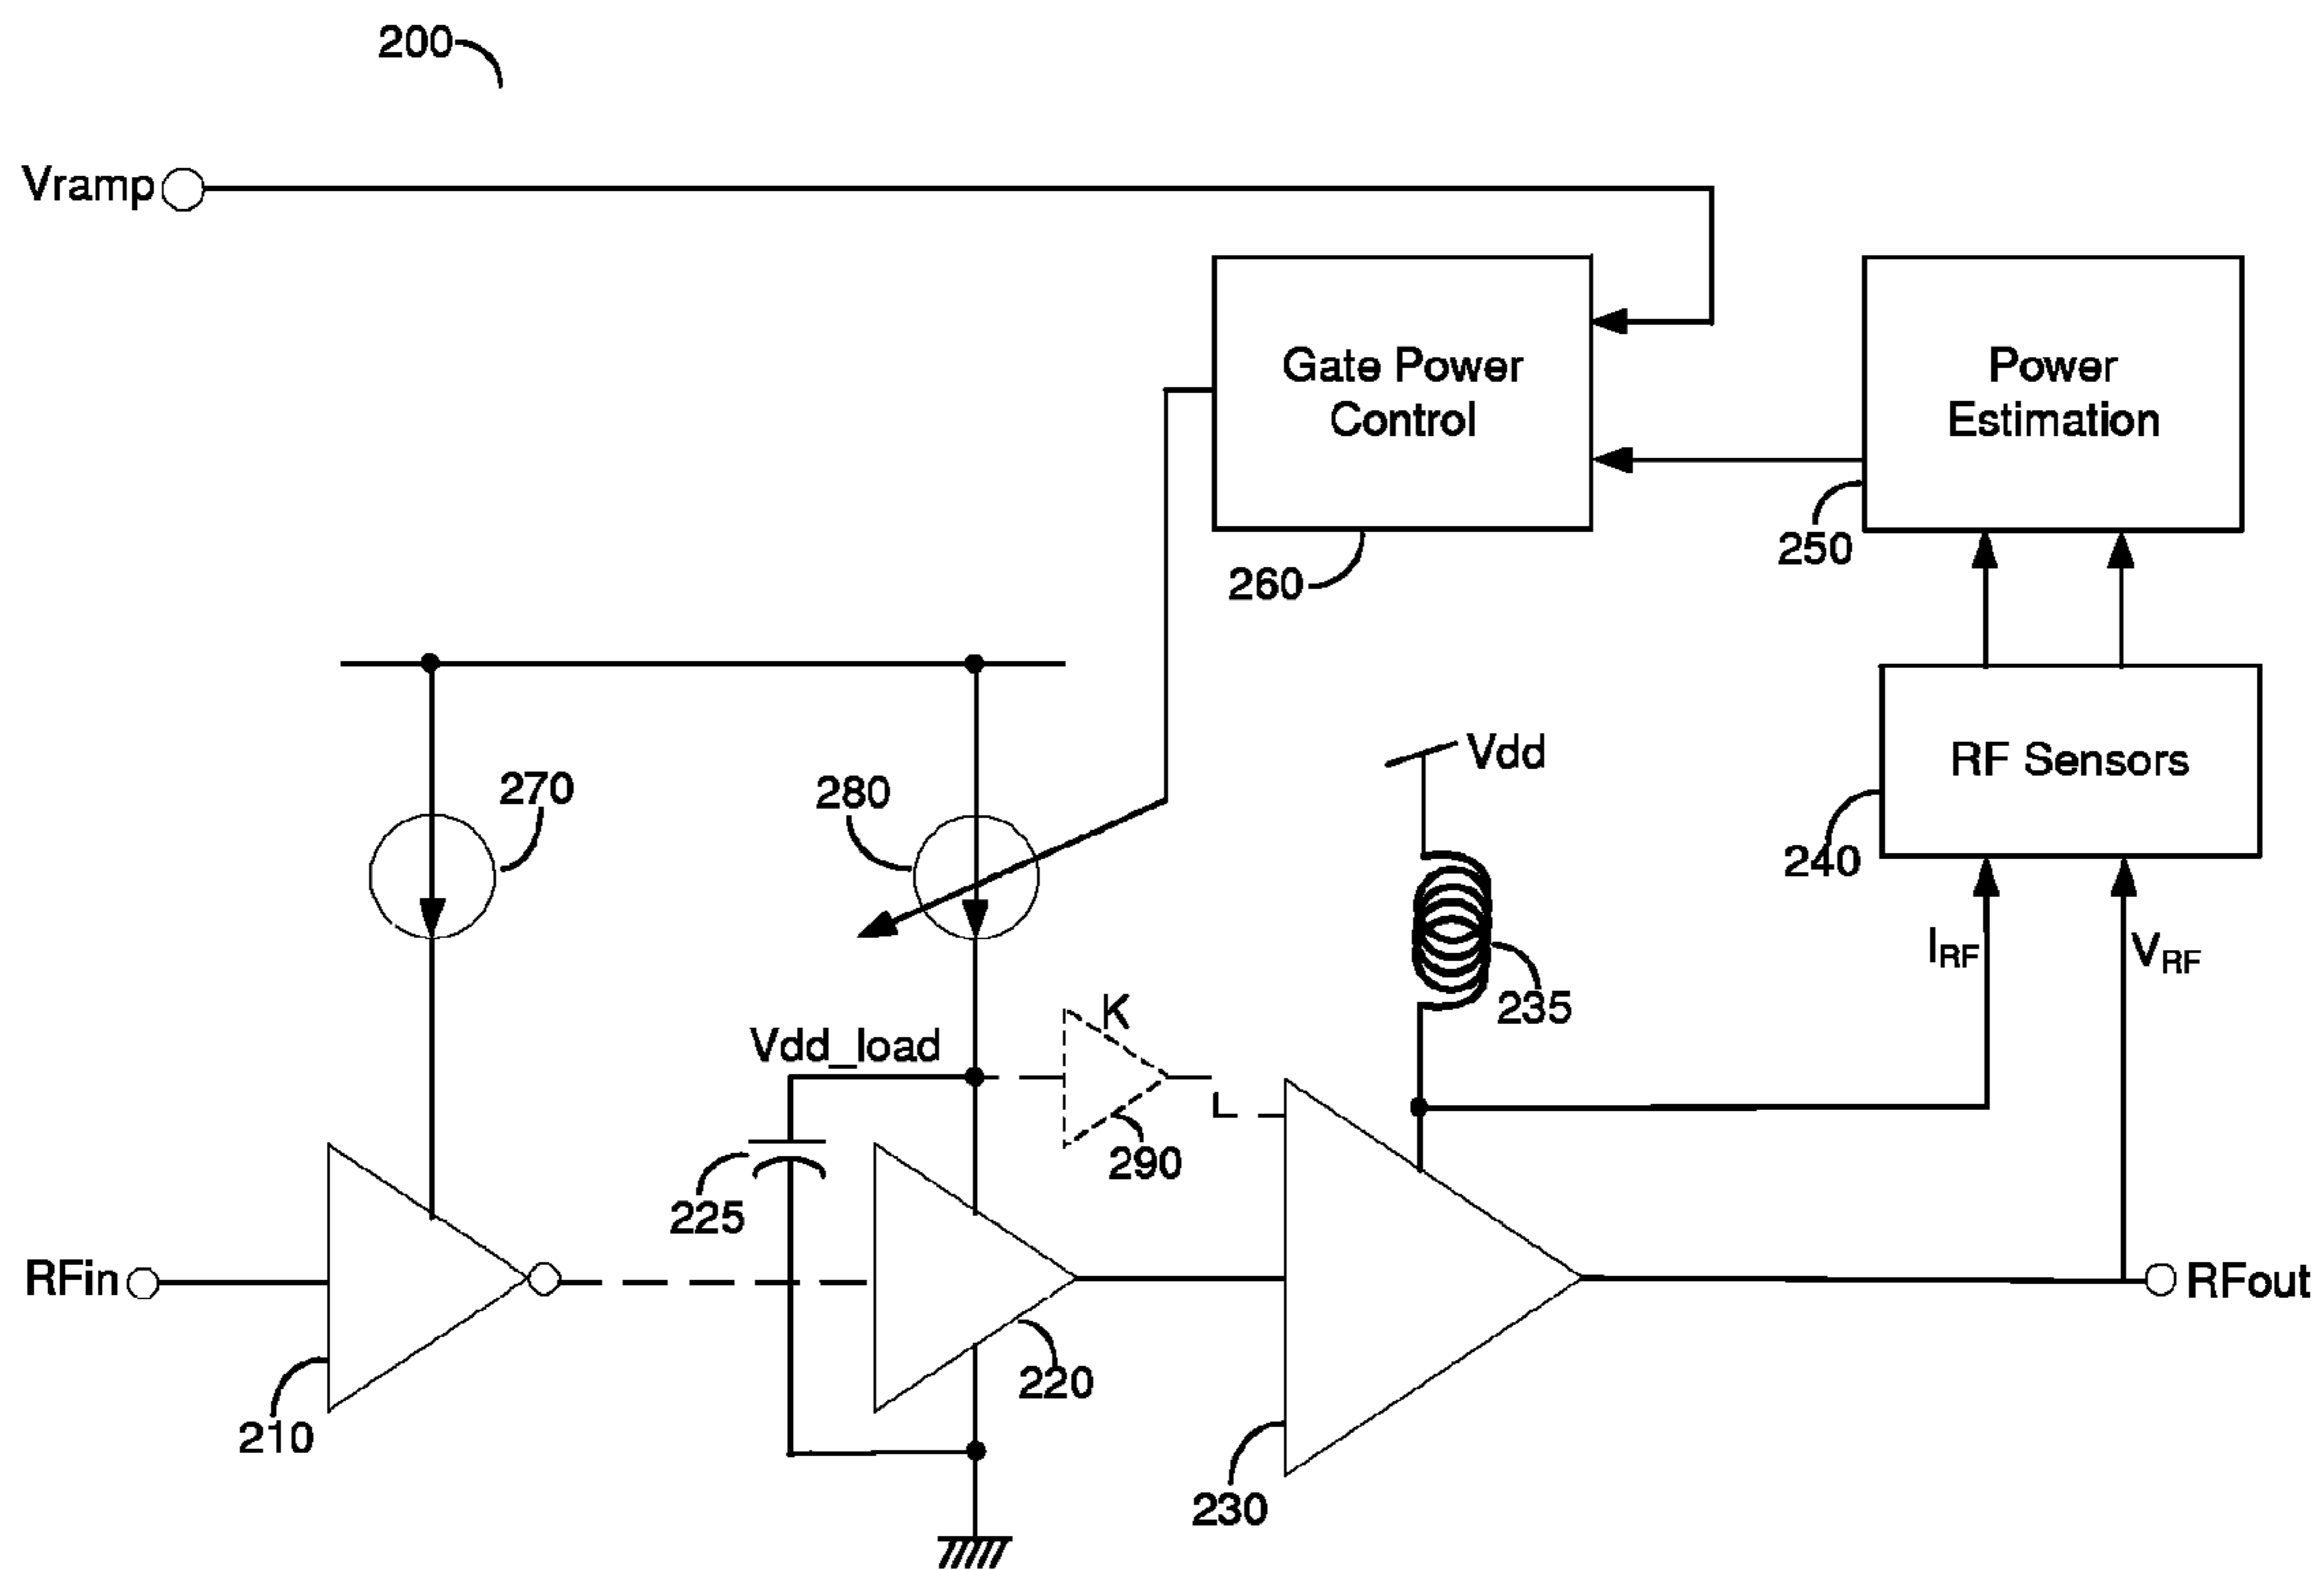 200
Vramp
Gate Power
Control
Power
Estimation
250
260
270
280
Vdd
RF Sensors
240
IRF
VRF
235
K
Vdd_load
290
225
RFin
RFout
220
210
230